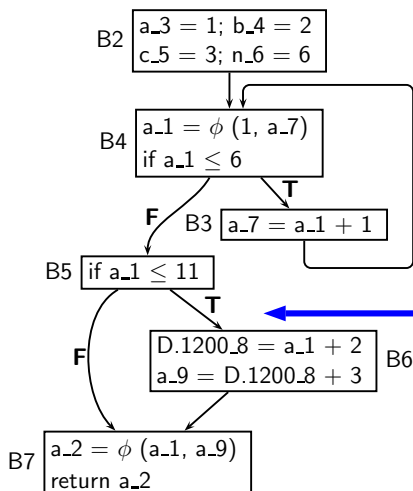 B2
a_3 = 1; b_4 = 2
c_5 = 3; n_6 = 6
B4
a_1 = ϕ (1, a_7)
if a_1 ≤ 6
F
T
B3
a_7 = a_1 + 1
B5
if a_1 ≤ 11
T
F
D.1200_8 = a_1 + 2
a_9 = D.1200_8 + 3
B6
B7
a_2 = ϕ (a_1, a_9)
return a_2